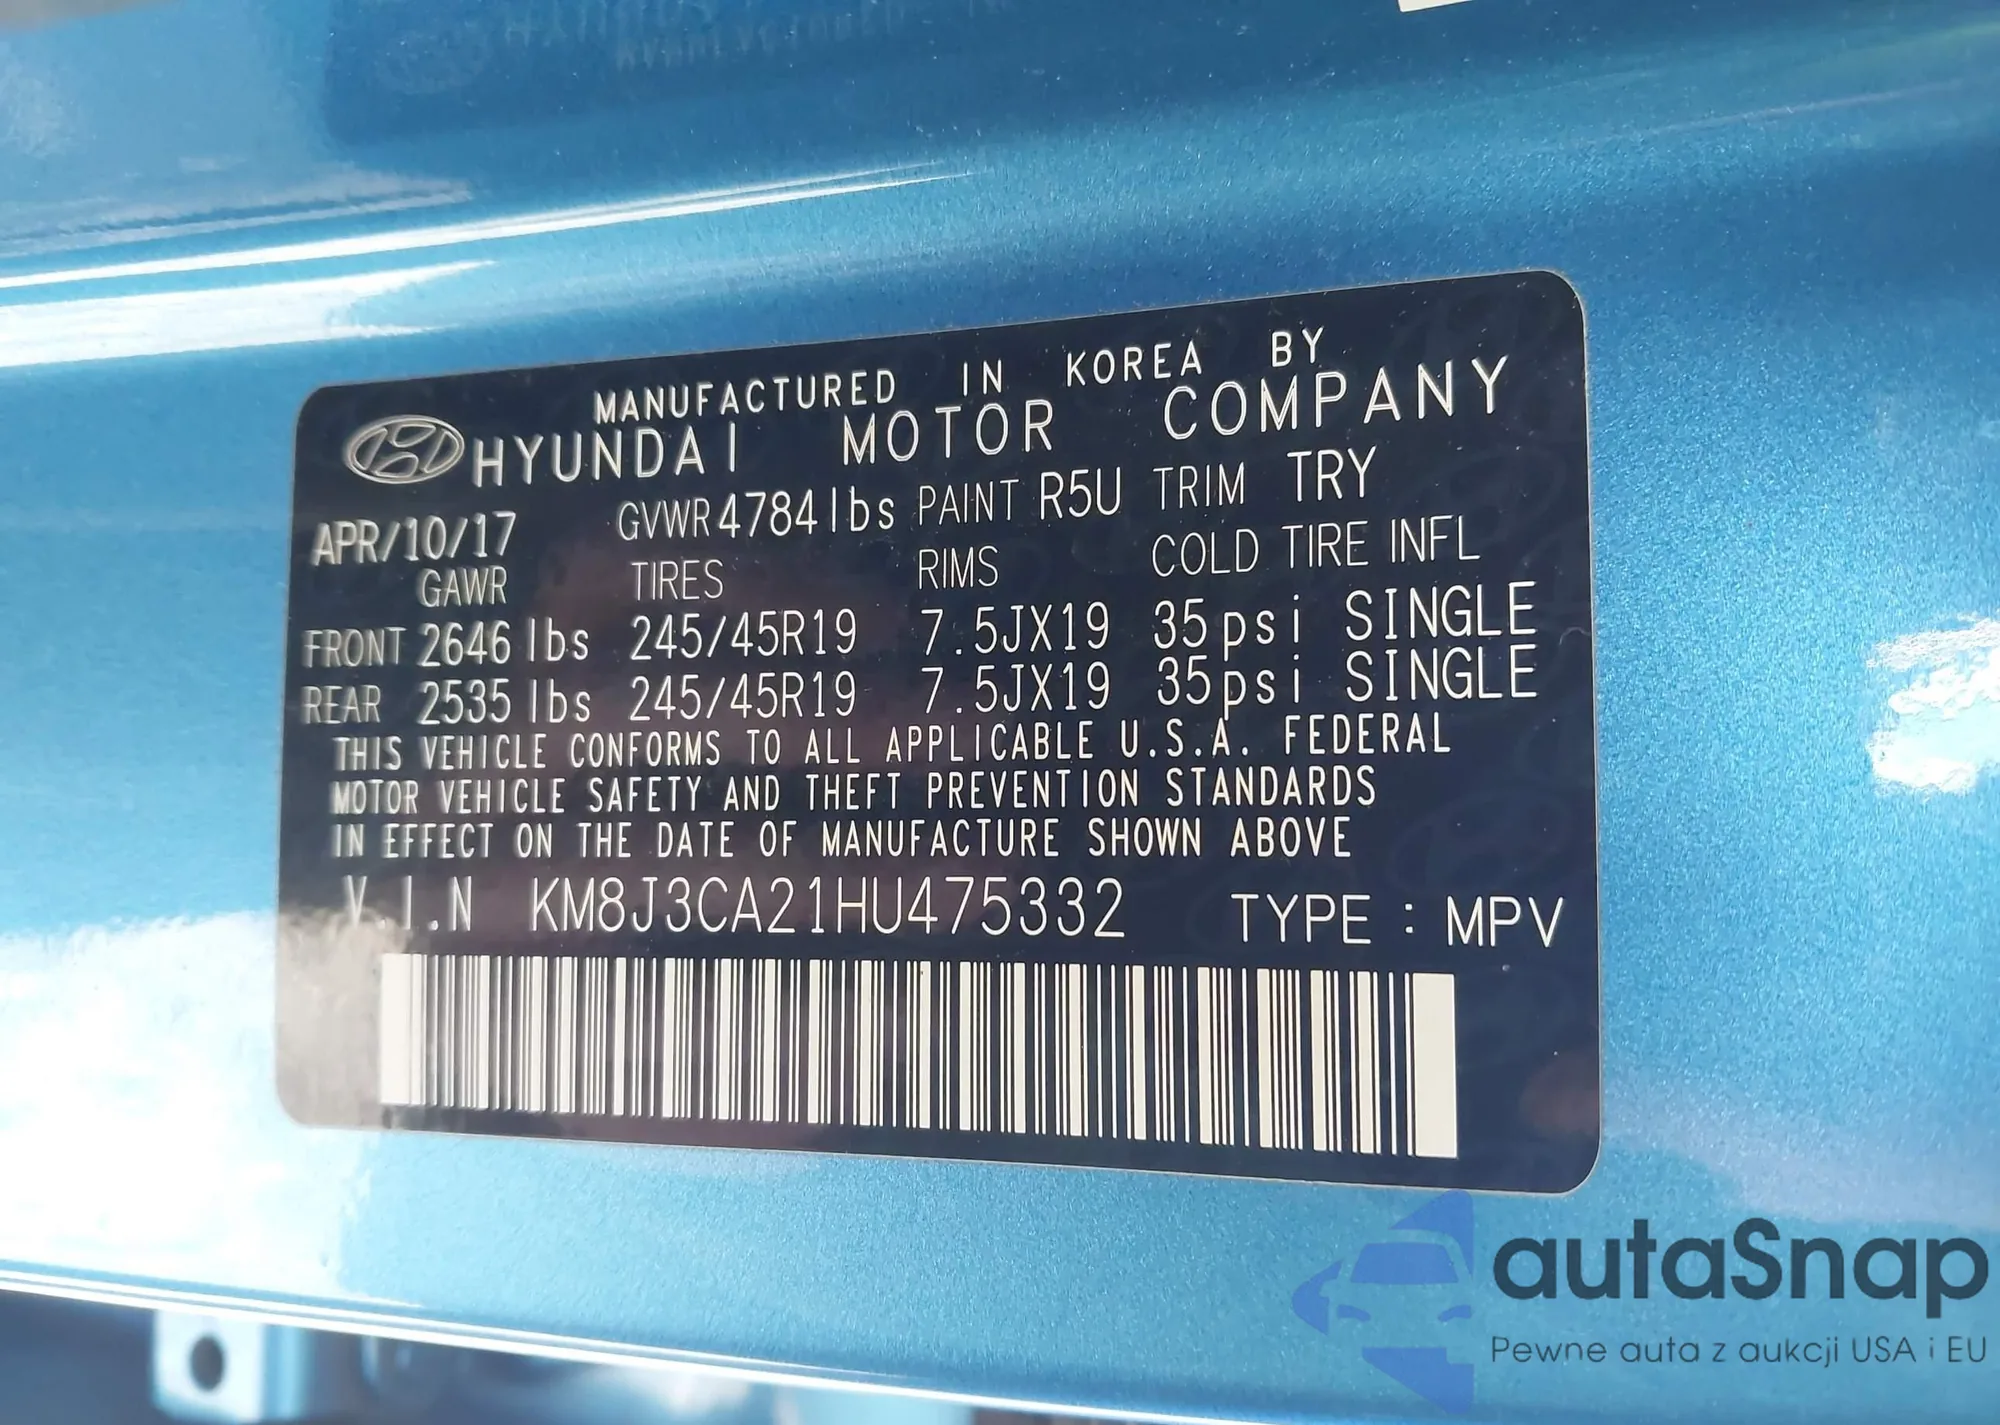 MANUFACTURED IN KOREA BY
HYUNDAI MOTOR COMPANY
APR/10/17 GVWR 4784 lbs PAINT R5U TRIM TRY
GAWR TIRES RIMS COLD TIRE INFL
FRONT 2646 lbs 245/45R19 7.5JX19 35psi SINGLE
REAR 2535 lbs 245/45R19 7.5JX19 35psi SINGLE
THIS VEHICLE CONFORMS TO ALL APPLICABLE U.S.A. FEDERAL
MOTOR VEHICLE SAFETY AND THEFT PREVENTION STANDARDS
IN EFFECT ON THE DATE OF MANUFACTURE SHOWN ABOVE
V.I.N KM8J3CA21HU475332 TYPE : MPV
autaSnap
Pewne auta z aukcji USA i EU